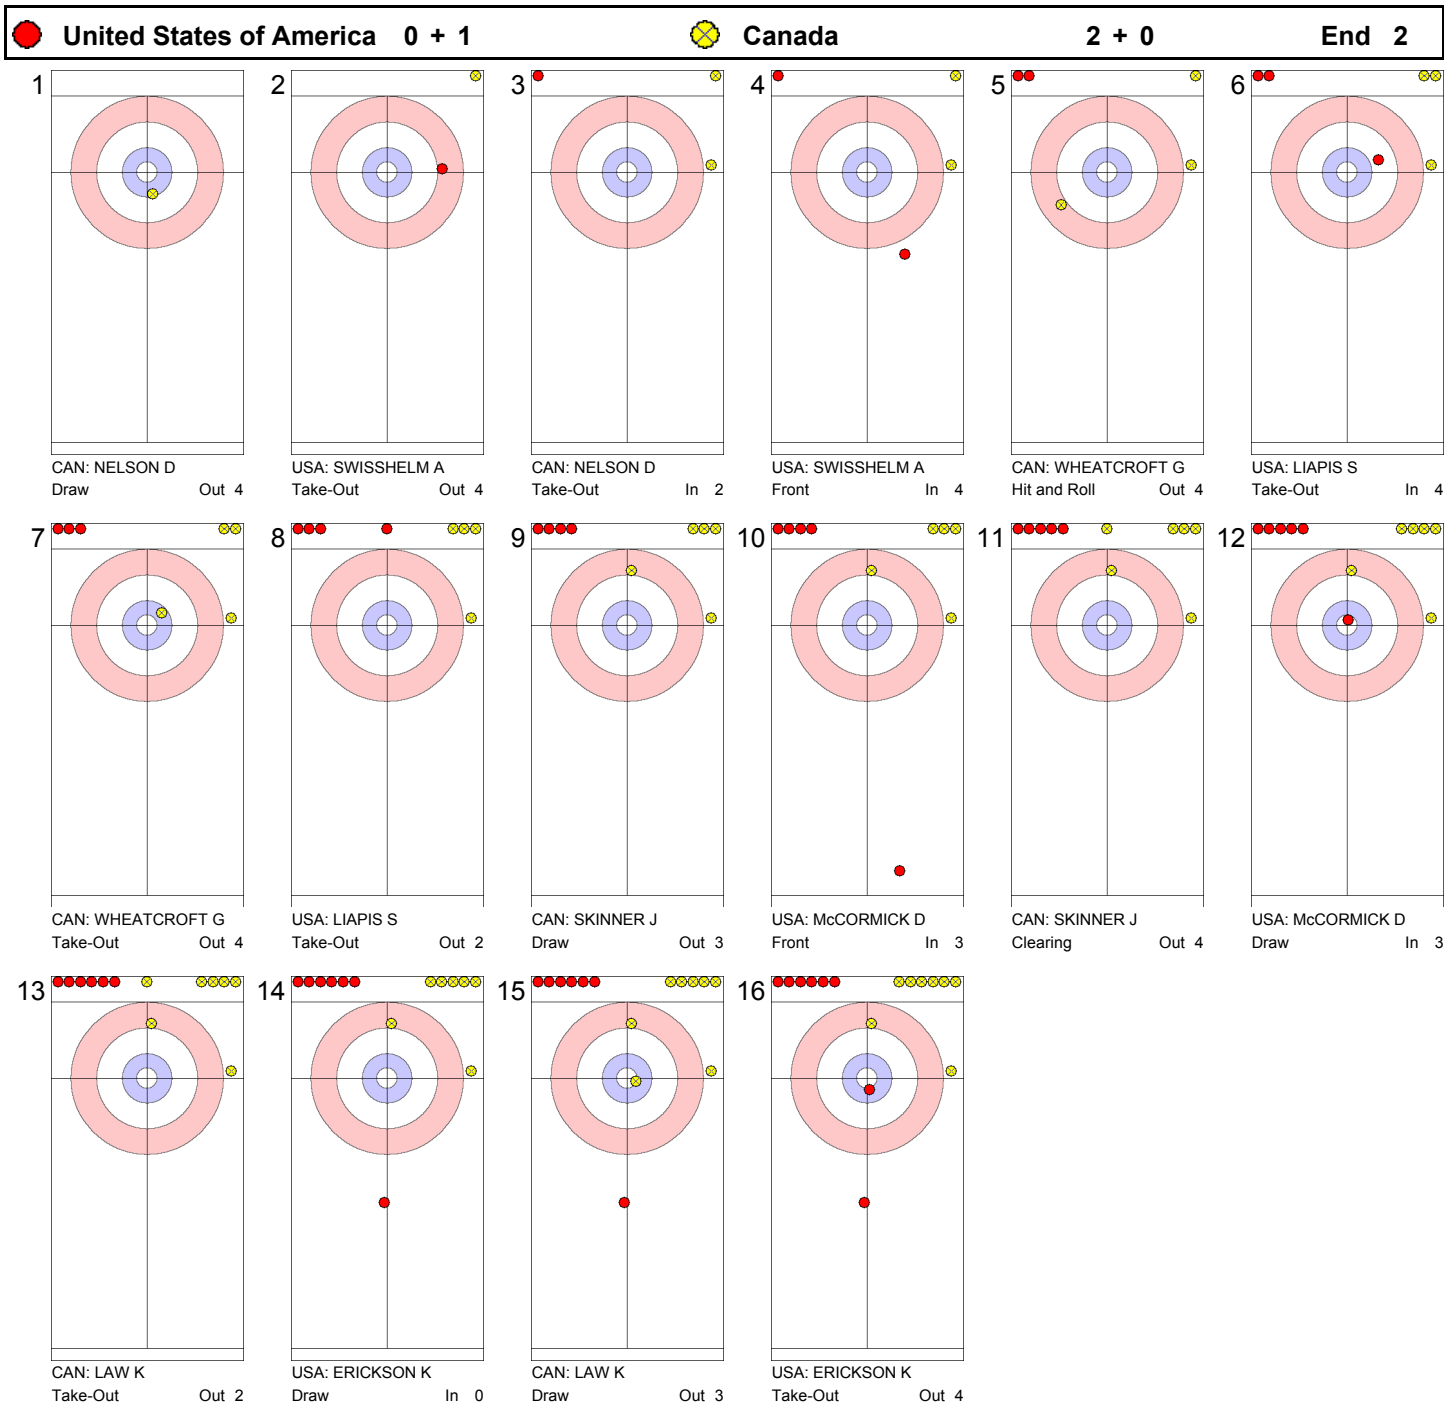 United States of America 0 + 1 Canada 2 + 0 End 2
1 2 3 4 5 6
CAN: NELSON D USA: SWISSHELM A CAN: NELSON D USA: SWISSHELM A CAN: WHEATCROFT G USA: LIAPIS S
Draw Out 4 Take-Out Out 4 Take-Out In 2 Front In 4 Hit and Roll Out 4 Take-Out In 4
7 8 9 10 11 12
CAN: WHEATCROFT G USA: LIAPIS S CAN: SKINNER J USA: McCORMICK D CAN: SKINNER J USA: McCORMICK D
Take-Out Out 4 Take-Out Out 2 Draw Out 3 Front In 3 Clearing Out 4 Draw In 3
13 14 15 16
CAN: LAW K USA: ERICKSON K CAN: LAW K USA: ERICKSON K
Take-Out Out 2 Draw In 0 Draw Out 3 Take-Out Out 4